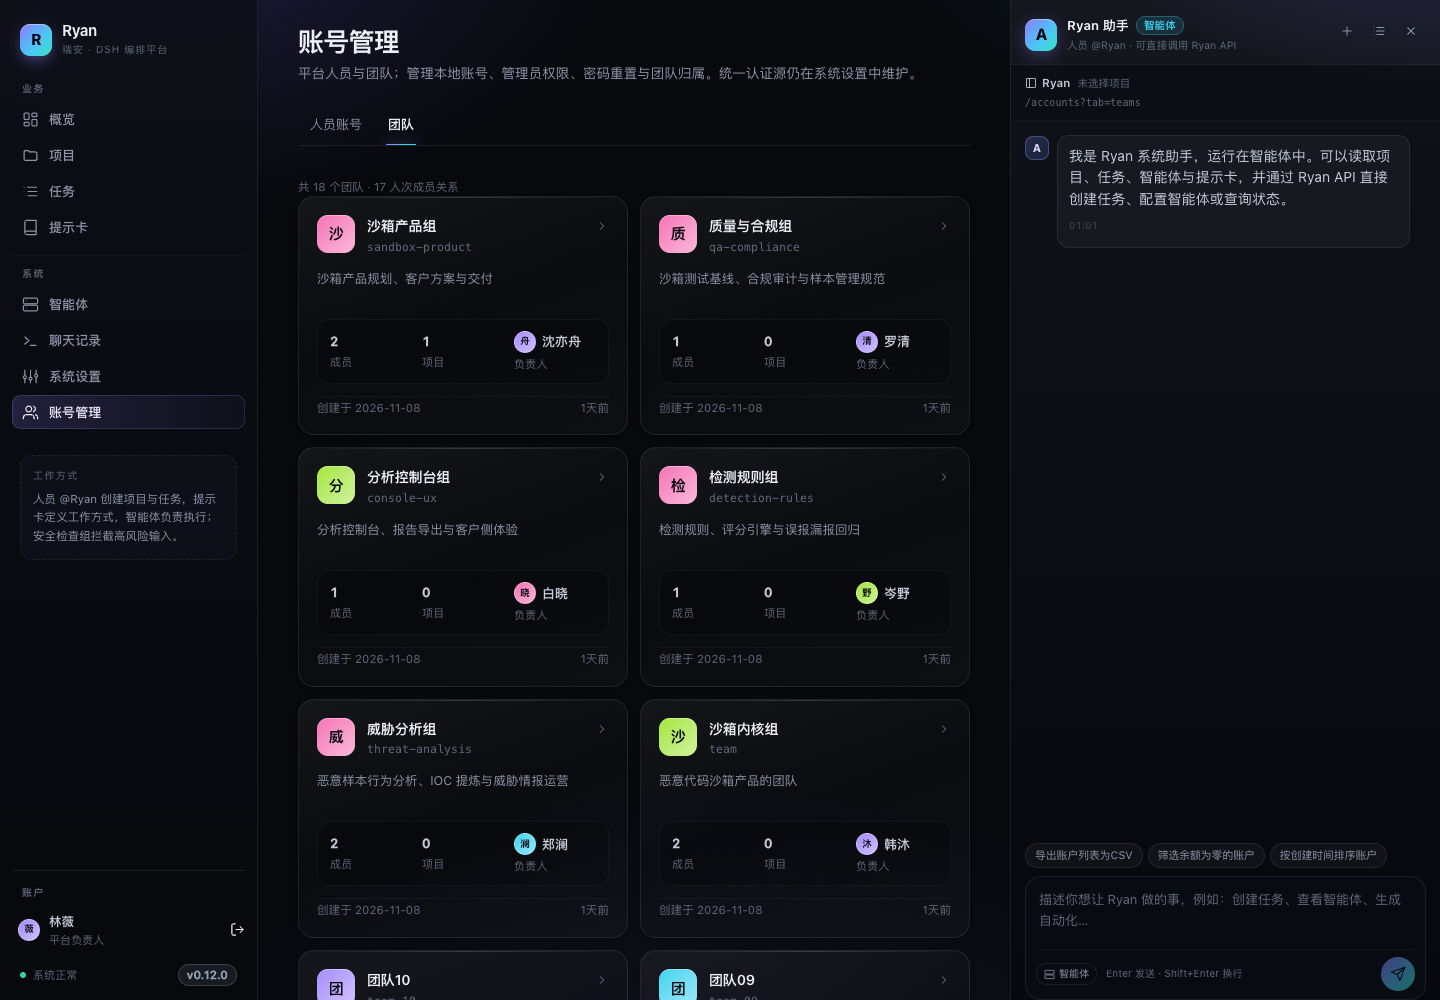 R
Ryan
瑞安 · DSH 编排平台
业务
概览
项目
任务
提示卡
系统
智能体
聊天记录
系统设置
账号管理
工作方式
人员 @Ryan 创建项目与任务，提示
卡定义工作方式，智能体负责执行；
安全检查组拦截高风险输入。
账户
薇
林薇
平台负责人
系统正常
v0.12.0
账号管理
平台人员与团队；管理本地账号、管理员权限、密码重置与团队归属。统一认证源仍在系统设置中维护。
人员账号
团队
共 18 个团队 · 17 人次成员关系
沙
沙箱产品组
sandbox-product
沙箱产品规划、客户方案与交付
2
成员
1
项目
舟 沈亦舟
负责人
创建于 2026-11-08
1天前
质
质量与合规组
qa-compliance
沙箱测试基线、合规审计与样本管理规范
1
成员
0
项目
清 罗清
负责人
创建于 2026-11-08
1天前
分
分析控制台组
console-ux
分析控制台、报告导出与客户侧体验
1
成员
0
项目
晓 白晓
负责人
创建于 2026-11-08
1天前
检
检测规则组
detection-rules
检测规则、评分引擎与误报漏报回归
1
成员
0
项目
野 岑野
负责人
创建于 2026-11-08
1天前
威
威胁分析组
threat-analysis
恶意样本行为分析、IOC 提炼与威胁情报运营
2
成员
0
项目
澜 郑澜
负责人
创建于 2026-11-08
1天前
沙
沙箱内核组
team
恶意代码沙箱产品的团队
2
成员
0
项目
沐 韩沐
负责人
创建于 2026-11-08
1天前
团
团队10
团
团队09
A
Ryan 助手 智能体
人员 @Ryan · 可直接调用 Ryan API
Ryan 未选择项目
/accounts?tab=teams
A
我是 Ryan 系统助手，运行在智能体中。可以读取项
目、任务、智能体与提示卡，并通过 Ryan API 直接
创建任务、配置智能体或查询状态。
01:01
导出账户列表为CSV
筛选余额为零的账户
按创建时间排序账户
描述你想让 Ryan 做的事，例如：创建任务、查看智能体、生成
自动化…
智能体
Enter 发送 · Shift+Enter 换行